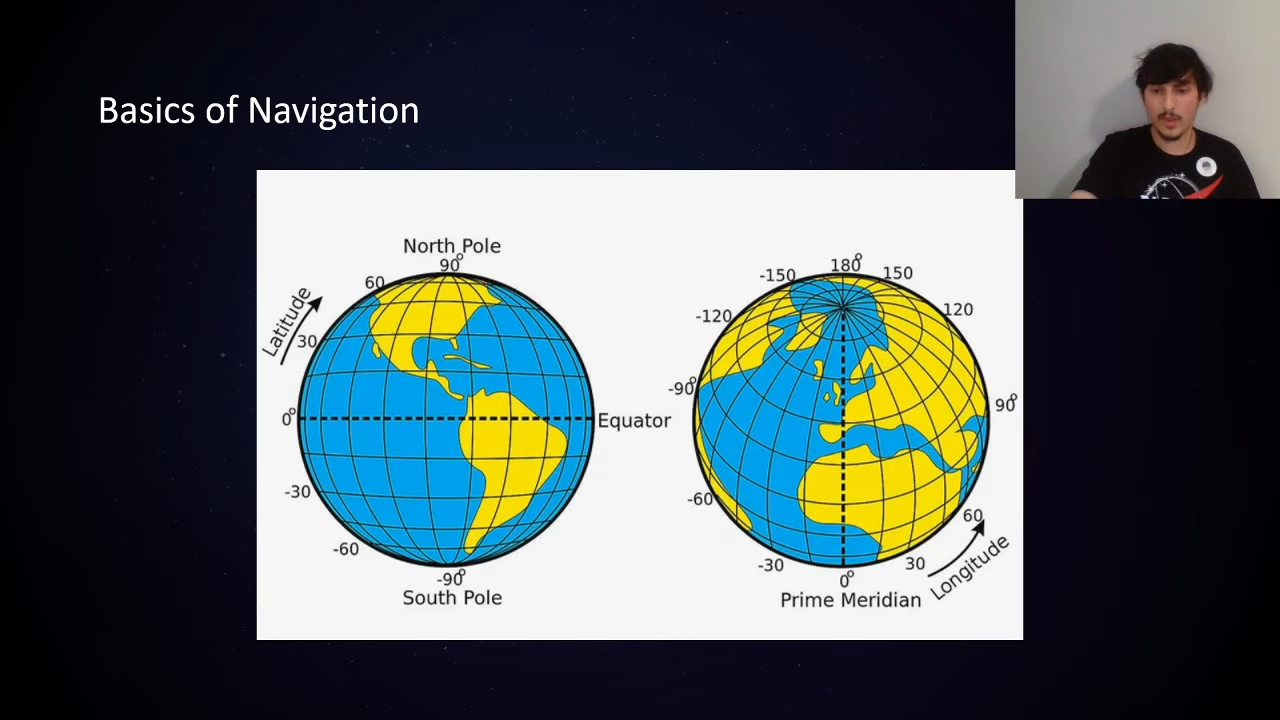 Basics of Navigation
North Pole
90°
60
Latitude
30
0°
Equator
-30
-60
-90°
South Pole
180°
-150
150
-120
120
-90°
90°
-60
60
-30
30
0°
Longitude
Prime Meridian